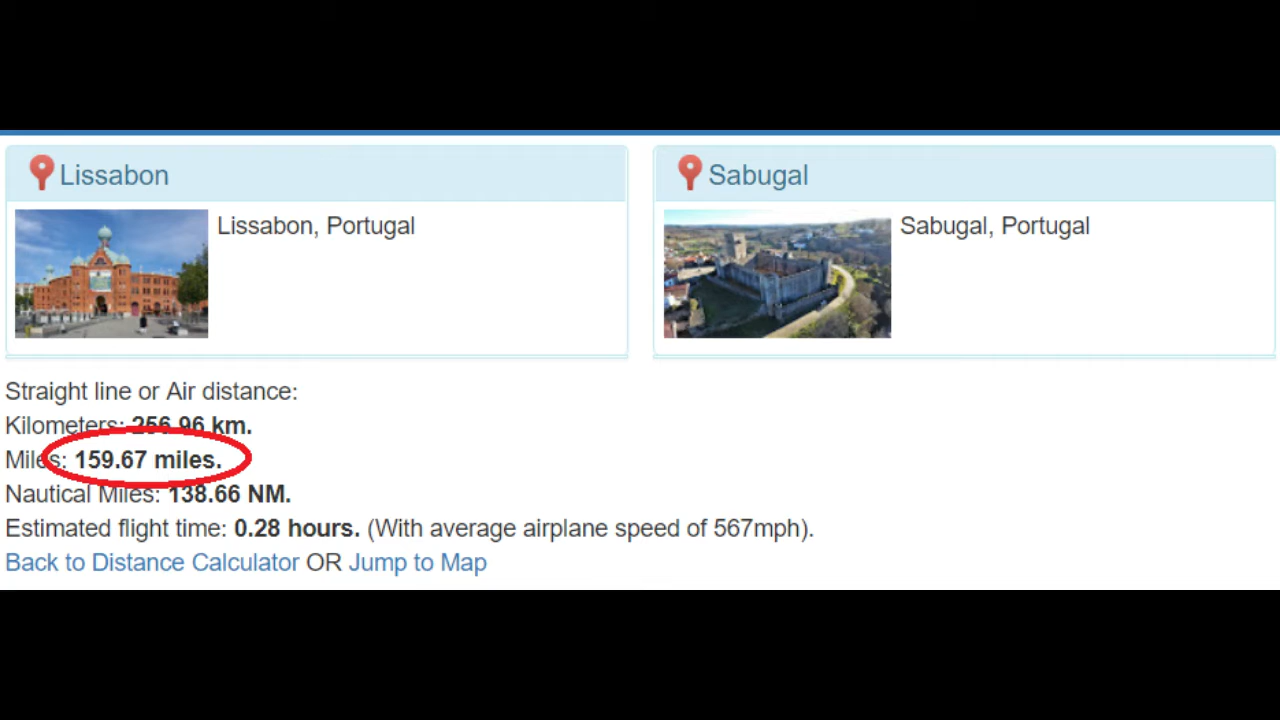 Lissabon
Lissabon, Portugal
Sabugal
Sabugal, Portugal
Straight line or Air distance:
Kilometers: 256.96 km.
Miles: 159.67 miles.
Nautical Miles: 138.66 NM.
Estimated flight time: 0.28 hours. (With average airplane speed of 567mph).
Back to Distance Calculator OR Jump to Map